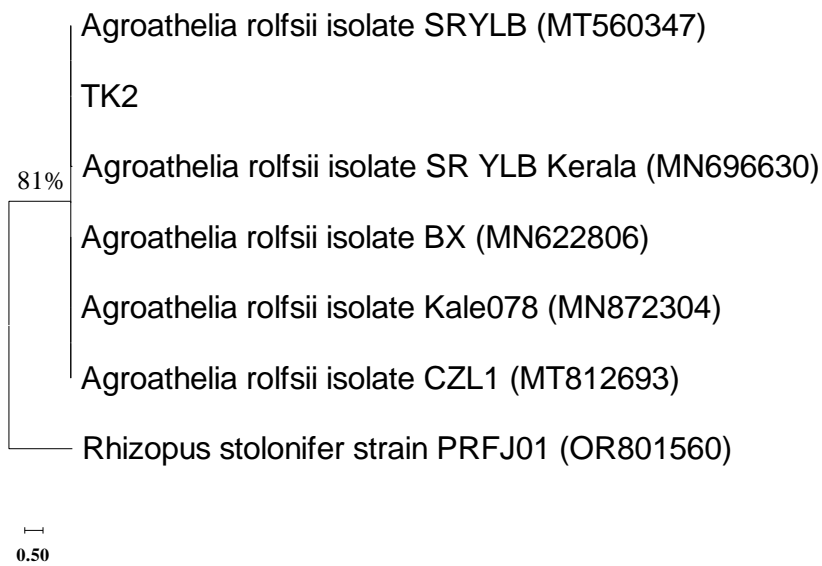 Agroathelia rolfsii isolate SRYLB (MT560347)
TK2
Agroathelia rolfsii isolate SR YLB Kerala (MN696630)
81%
Agroathelia rolfsii isolate BX (MN622806)
Agroathelia rolfsii isolate Kale078 (MN872304)
Agroathelia rolfsii isolate CZL1 (MT812693)
Rhizopus stolonifer strain PRFJ01 (OR801560)
0.50